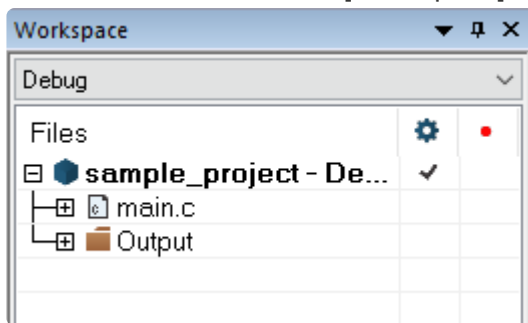 Workspace
Debug
Files
sample_project - De...
main.c
Output